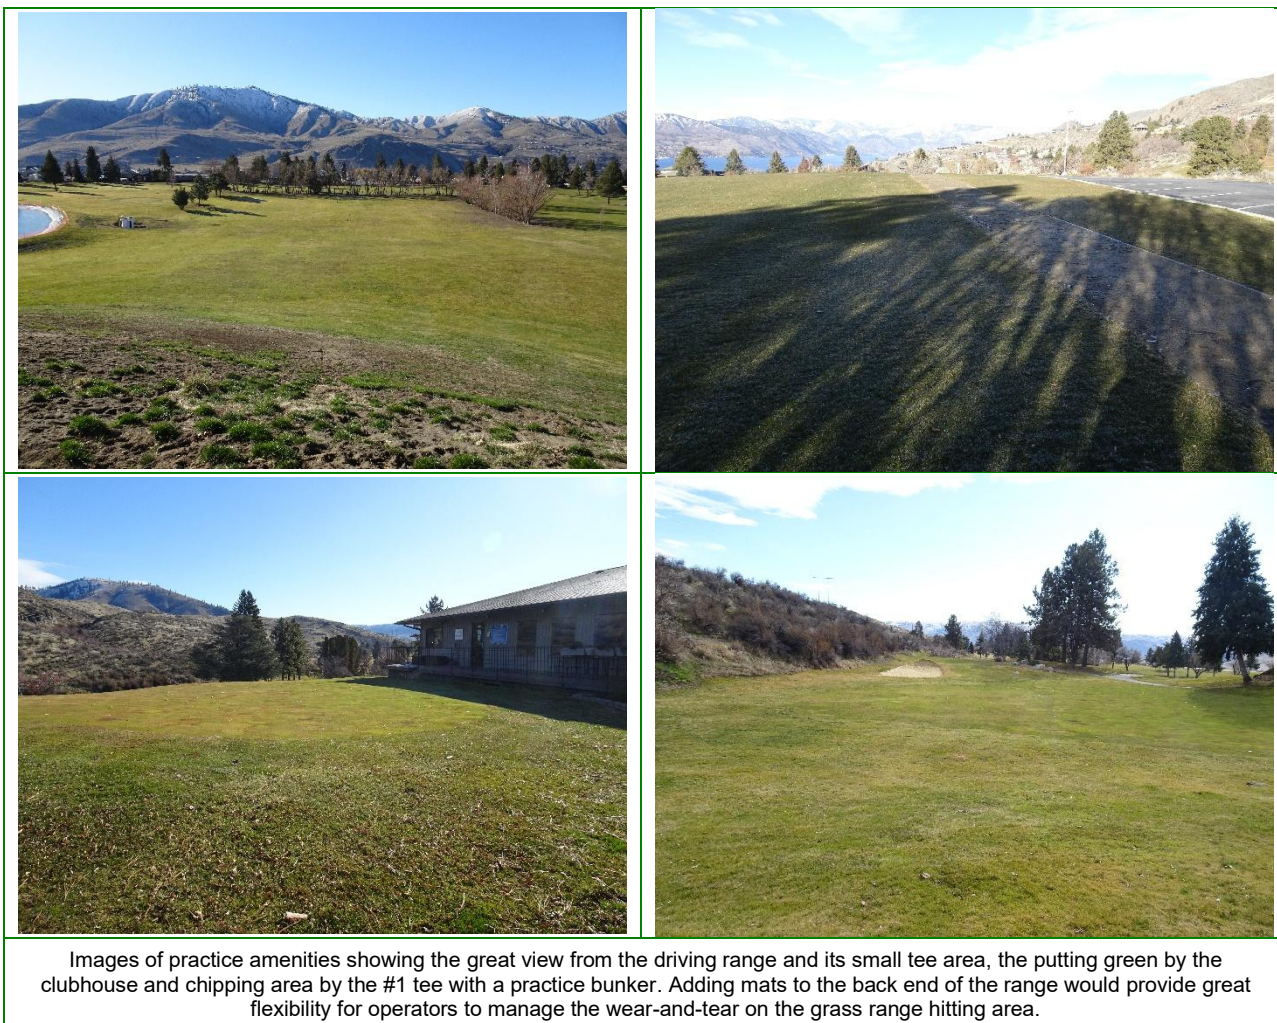 Images of practice amenities showing the great view from the driving range and its small tee area, the putting green by the
clubhouse and chipping area by the #1 tee with a practice bunker. Adding mats to the back end of the range would provide great
flexibility for operators to manage the wear-and-tear on the grass range hitting area.